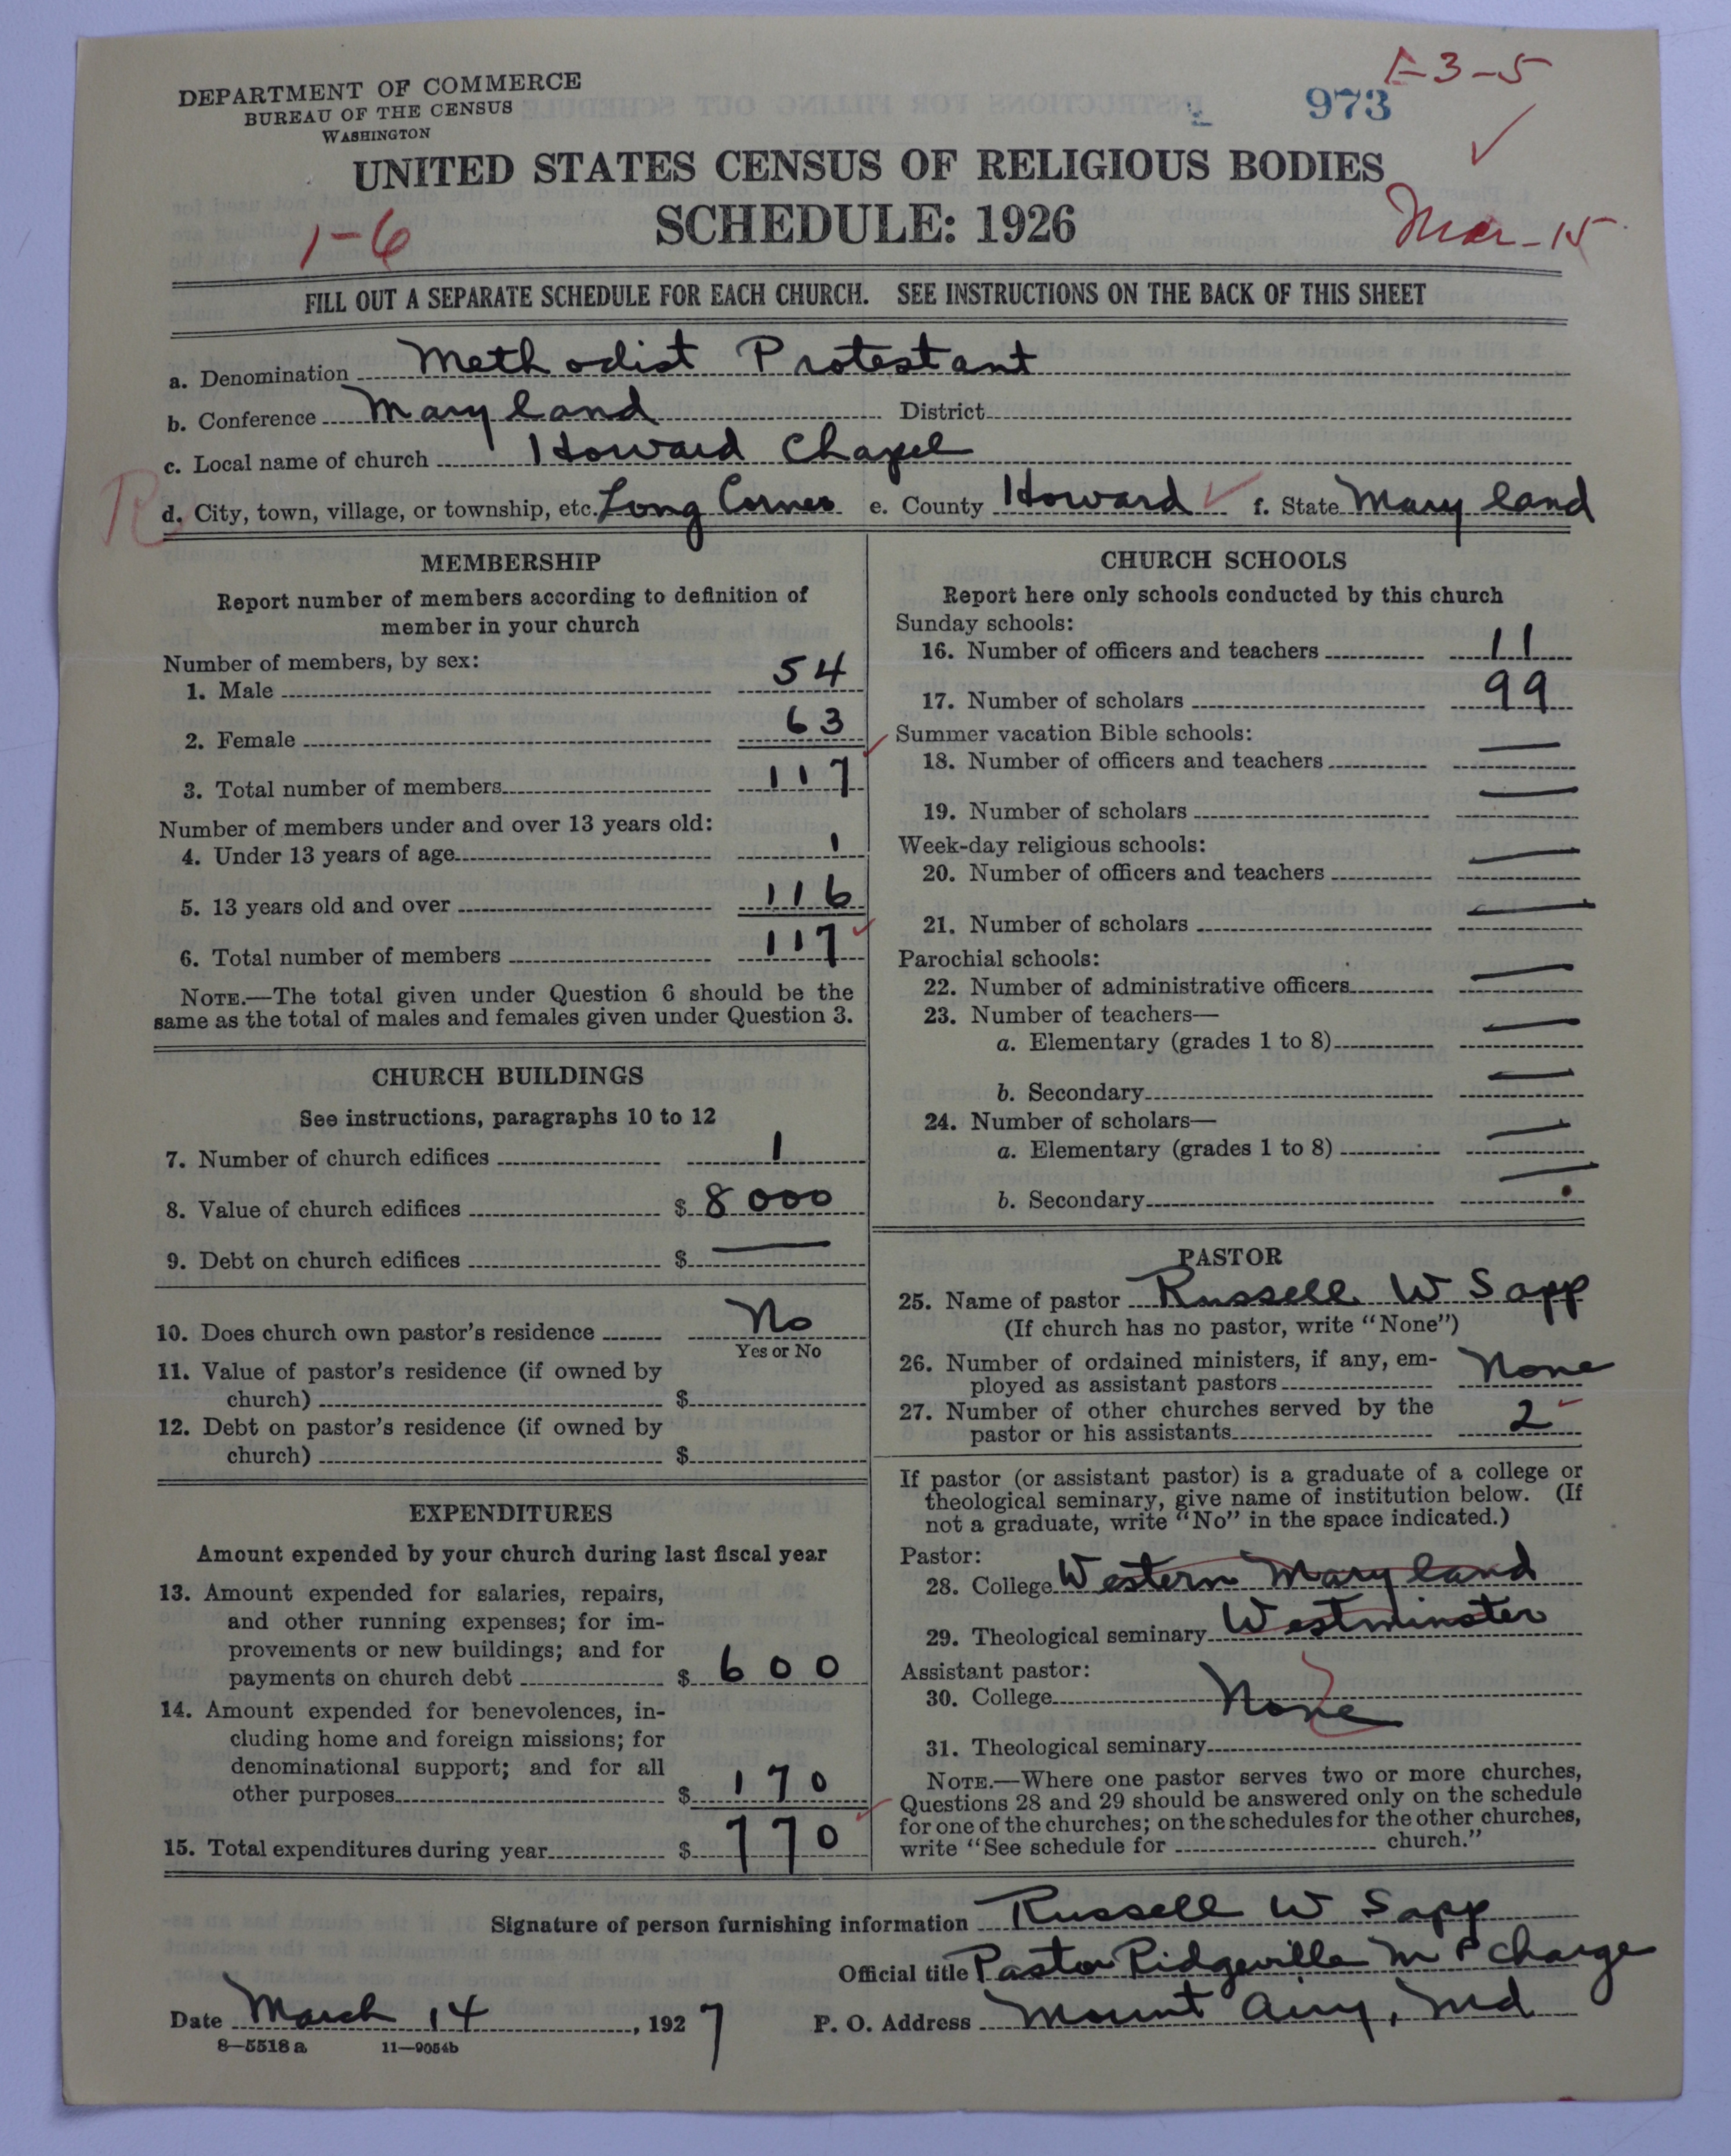 DEPARTMENT OF COMMERCE
BUREAU OF THE CENSUS
WASHINGTON
973
1-3-5
UNITED STATES CENSUS OF RELIGIOUS BODIES
SCHEDULE: 1926
1-6
Mar-15
FILL OUT A SEPARATE SCHEDULE FOR EACH CHURCH. SEE INSTRUCTIONS ON THE BACK OF THIS SHEET
a. Denomination Methodist Protestant
b. Conference Maryland District
c. Local name of church Howard Chapel
R
d. City, town, village, or township, etc. Long Corner e. County Howard f. State Maryland
MEMBERSHIP
Report number of members according to definition of
member in your church
Number of members, by sex:
1. Male 54
2. Female 63
3. Total number of members 117
Number of members under and over 13 years old:
4. Under 13 years of age 1
5. 13 years old and over 116
6. Total number of members 117
NOTE.—The total given under Question 6 should be the
same as the total of males and females given under Question 3.
CHURCH BUILDINGS
See instructions, paragraphs 10 to 12
7. Number of church edifices 1
8. Value of church edifices $ 8000
9. Debt on church edifices $ —
10. Does church own pastor's residence No
Yes or No
11. Value of pastor's residence (if owned by
church) $
12. Debt on pastor's residence (if owned by
church) $
EXPENDITURES
Amount expended by your church during last fiscal year
13. Amount expended for salaries, repairs,
and other running expenses; for im-
provements or new buildings; and for
payments on church debt $ 600
14. Amount expended for benevolences, in-
cluding home and foreign missions; for
denominational support; and for all
other purposes $ 170
15. Total expenditures during year $ 770
CHURCH SCHOOLS
Report here only schools conducted by this church
Sunday schools:
16. Number of officers and teachers 11
17. Number of scholars 99
Summer vacation Bible schools:
18. Number of officers and teachers —
19. Number of scholars —
Week-day religious schools:
20. Number of officers and teachers —
21. Number of scholars —
Parochial schools:
22. Number of administrative officers —
23. Number of teachers—
a. Elementary (grades 1 to 8) —
b. Secondary —
24. Number of scholars—
a. Elementary (grades 1 to 8) —
b. Secondary —
PASTOR
25. Name of pastor Russell W Sapp
(If church has no pastor, write "None")
26. Number of ordained ministers, if any, em-
ployed as assistant pastors None
27. Number of other churches served by the
pastor or his assistants 2
If pastor (or assistant pastor) is a graduate of a college or
theological seminary, give name of institution below. (If
not a graduate, write "No" in the space indicated.)
Pastor:
28. College Western Maryland
29. Theological seminary Westminster
Assistant pastor:
30. College None
31. Theological seminary
NOTE.—Where one pastor serves two or more churches,
Questions 28 and 29 should be answered only on the schedule
for one of the churches; on the schedules for the other churches,
write "See schedule for church."
Signature of person furnishing information Russell W Sapp
Official title Pastor Ridgeville M P Charge
Date March 14, 1927 P. O. Address Mount Airy, Md
8—5518 a 11—9054b